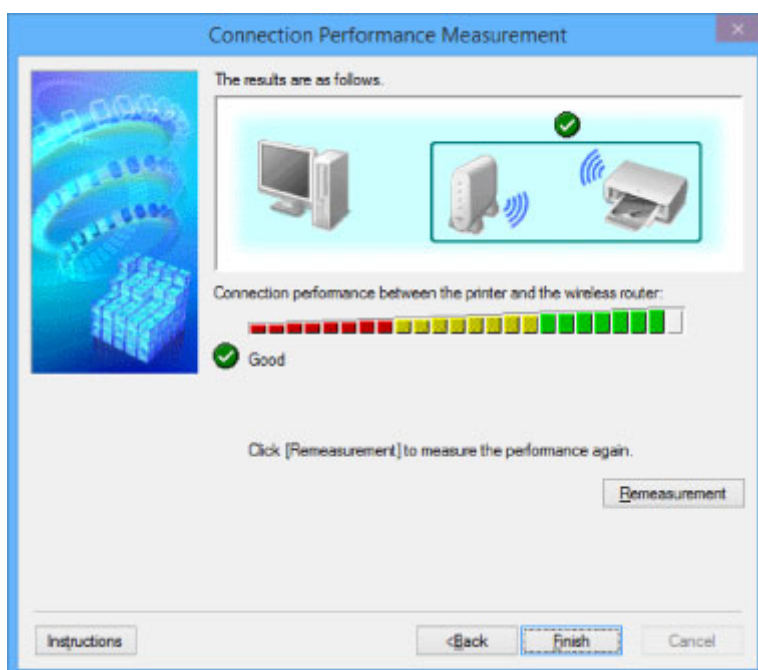 Connection Performance Measurement
The results are as follows.
Connection performance between the printer and the wireless router:
Good
Click [Remeasurement] to measure the performance again.
Remeasurement
Instructions
<Back
Finish
Cancel